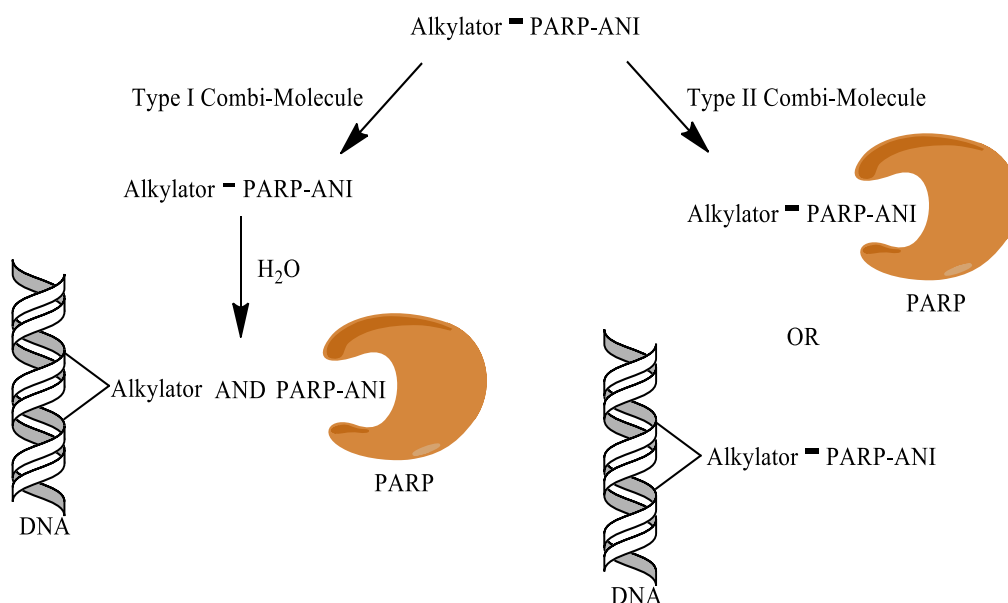 Alkylator - PARP-ANI
Type I Combi-Molecule
Type II Combi-Molecule
Alkylator - PARP-ANI
H₂O
Alkylator AND PARP-ANI
PARP
DNA
Alkylator - PARP-ANI
PARP
OR
Alkylator - PARP-ANI
DNA